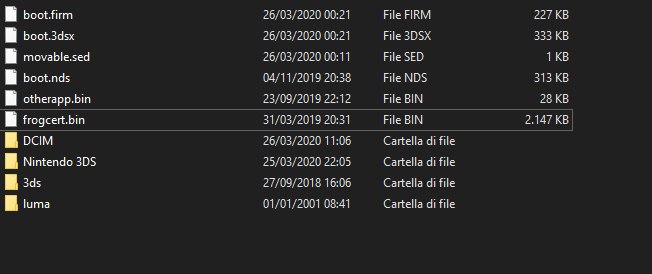 boot.firm 26/03/2020 00:21 File FIRM 227 KB
boot.3dsx 26/03/2020 00:21 File 3DSX 333 KB
movable.sed 26/03/2020 00:11 File SED 1 KB
boot.nds 04/11/2019 20:38 File NDS 313 KB
otherapp.bin 23/09/2019 22:12 File BIN 28 KB
frogcert.bin 31/03/2019 20:31 File BIN 2.147 KB
DCIM 26/03/2020 11:06 Cartella di file
Nintendo 3DS 25/03/2020 22:05 Cartella di file
3ds 27/09/2018 16:06 Cartella di file
luma 01/01/2001 08:41 Cartella di file